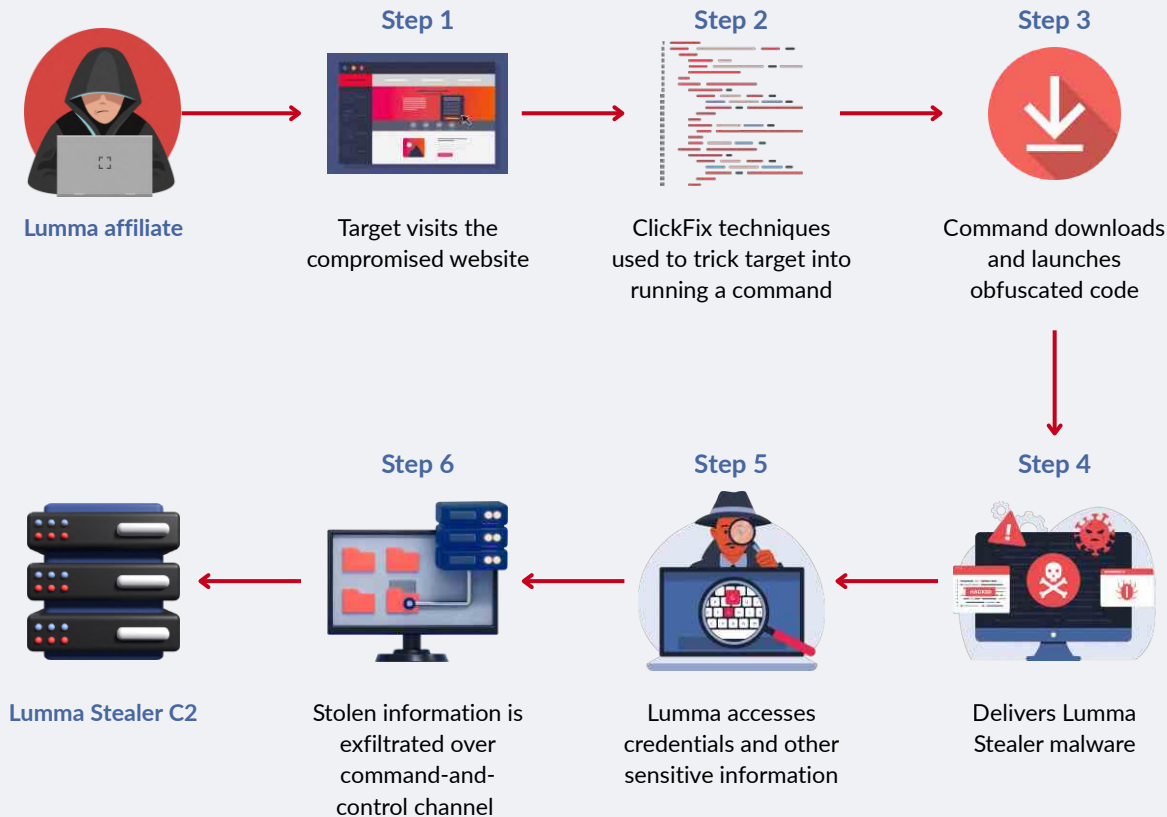 Step 1
Step 2
Step 3
Lumma affiliate
Target visits the
compromised website
ClickFix techniques
used to trick target into
running a command
Command downloads
and launches
obfuscated code
Step 6
Step 5
Step 4
HACKED
Lumma Stealer C2
Stolen information is
exfiltrated over
command-and-
control channel
Lumma accesses
credentials and other
sensitive information
Delivers Lumma
Stealer malware